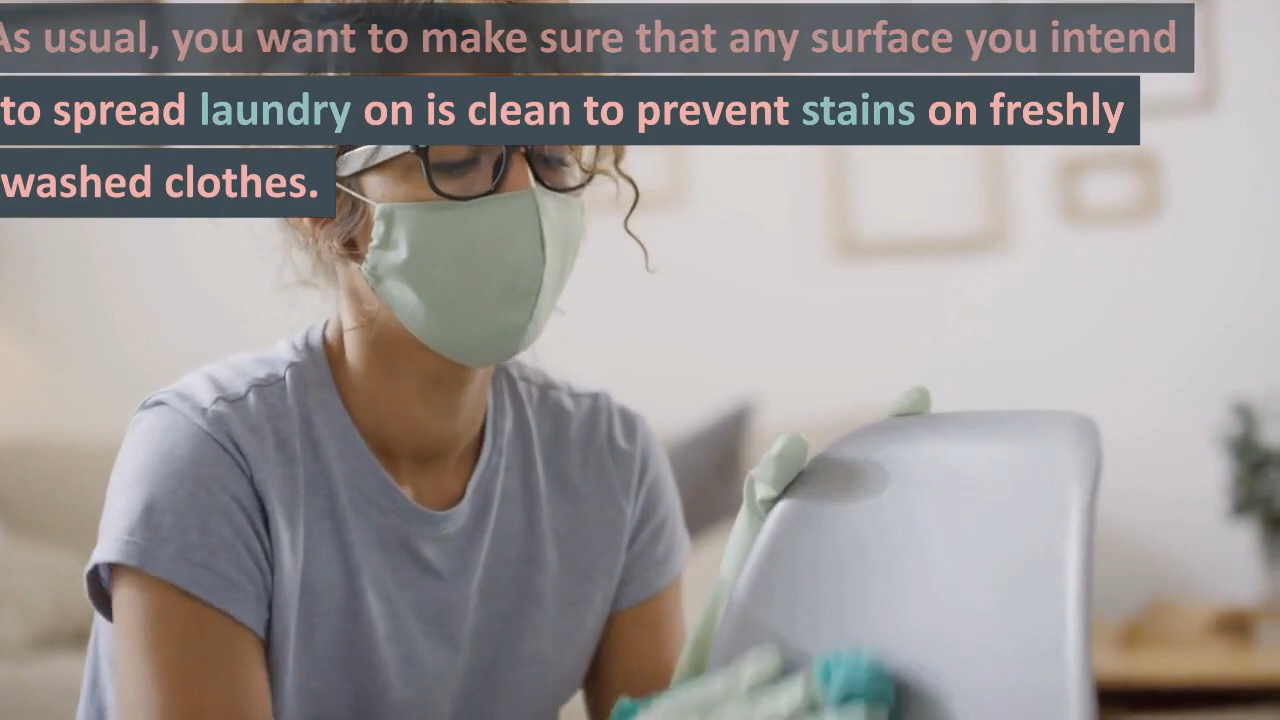 As usual, you want to make sure that any surface you intend
to spread laundry on is clean to prevent stains on freshly
washed clothes.